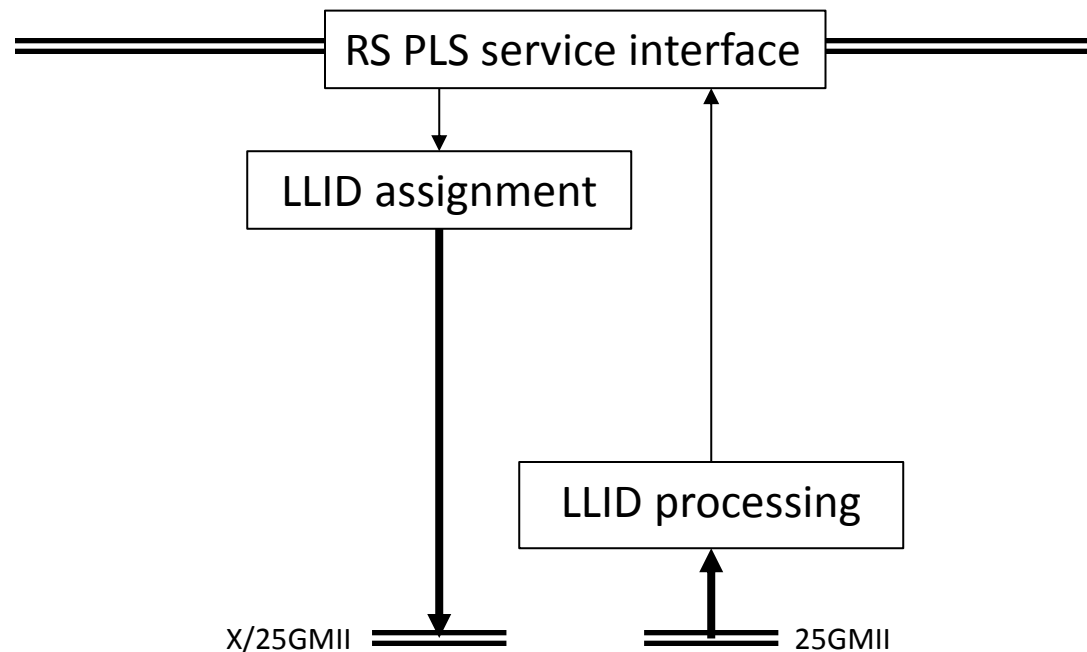 RS PLS service interface
LLID assignment
LLID processing
X/25GMII
25GMII